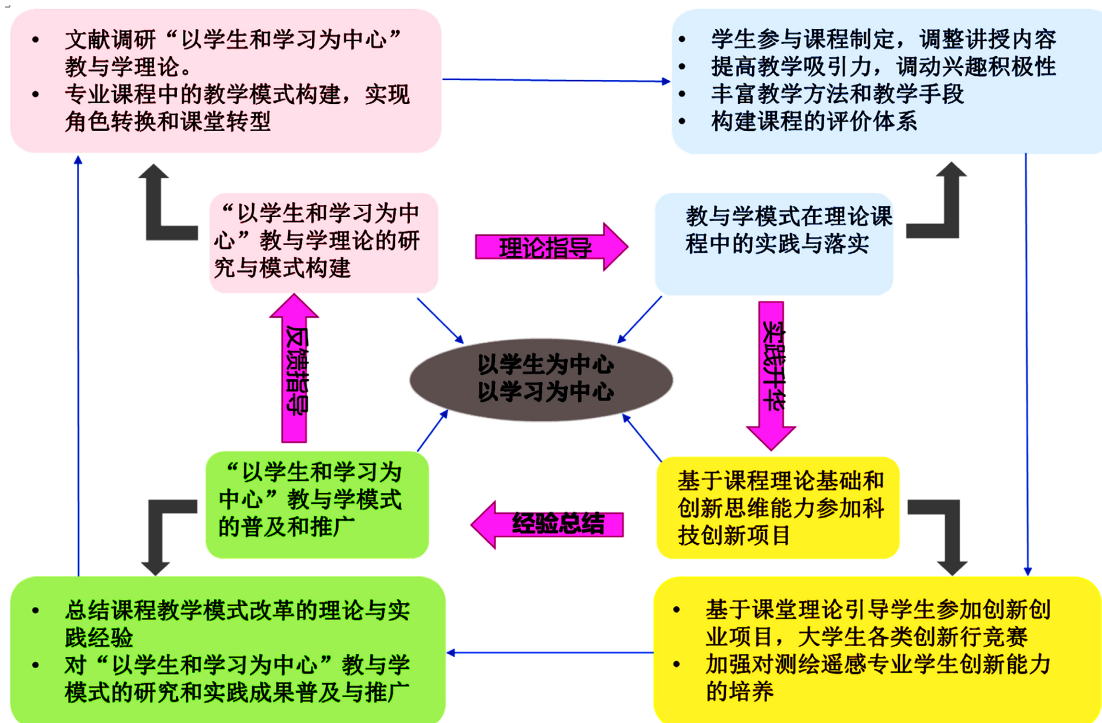 • 文献调研“以学生和学习为中心”
教与学理论。
• 专业课程中的教学模式构建，实现
角色转换和课堂转型
• 学生参与课程制定，调整讲授内容
• 提高教学吸引力，调动兴趣积极性
• 丰富教学方法和教学手段
• 构建课程的评价体系
“以学生和学习为中
心”教与学理论的研
究与模式构建
理论指导
教与学模式在理论课
程中的实践与落实
反馈指导
以学生为中心
以学习为中心
实践升华
“以学生和学习为
中心”教与学模式
的普及和推广
经验总结
基于课程理论基础和
创新思维能力参加科
技创新项目
• 总结课程教学模式改革的理论与实
践经验
• 对“以学生和学习为中心”教与学
模式的研究和实践成果普及与推广
• 基于课堂理论引导学生参加创新创
业项目，大学生各类创新行竞赛
• 加强对测绘遥感专业学生创新能力
的培养